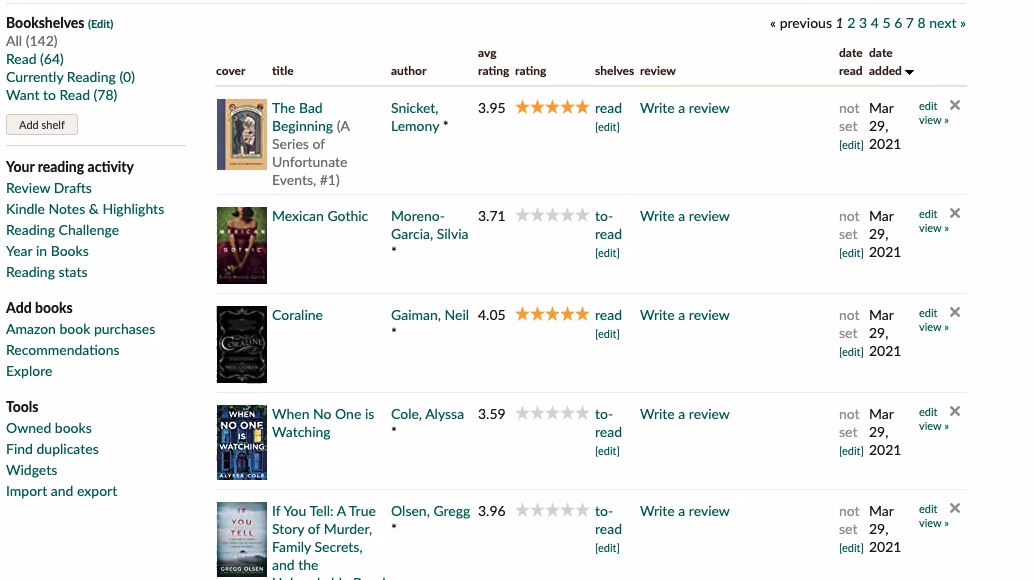 Bookshelves (Edit)
All (142)
Read (64)
Currently Reading (0)
Want to Read (78)
Add shelf
Your reading activity
Review Drafts
Kindle Notes & Highlights
Reading Challenge
Year in Books
Reading stats
Add books
Amazon book purchases
Recommendations
Explore
Tools
Owned books
Find duplicates
Widgets
Import and export
« previous 1 2 3 4 5 6 7 8 next »
cover title author avg rating rating shelves review date read date added
The Bad Beginning (A Series of Unfortunate Events, #1)
Snicket, Lemony *
3.95
read
[edit]
Write a review
not set
[edit]
Mar 29, 2021
edit
view »
MEXICAN
GOTHIC
Mexican Gothic
Moreno-Garcia, Silvia *
3.71
to-read
[edit]
Write a review
not set
[edit]
Mar 29, 2021
edit
view »
CORALINE
Coraline
Gaiman, Neil *
4.05
read
[edit]
Write a review
not set
[edit]
Mar 29, 2021
edit
view »
WHEN
NO ONE
IS
WATCHING
ALYSSA COLE
When No One is Watching
Cole, Alyssa *
3.59
to-read
[edit]
Write a review
not set
[edit]
Mar 29, 2021
edit
view »
IF
YOU
TELL
GREGG OLSEN
If You Tell: A True Story of Murder, Family Secrets, and the
Olsen, Gregg *
3.96
to-read
[edit]
Write a review
not set
[edit]
Mar 29, 2021
edit
view »